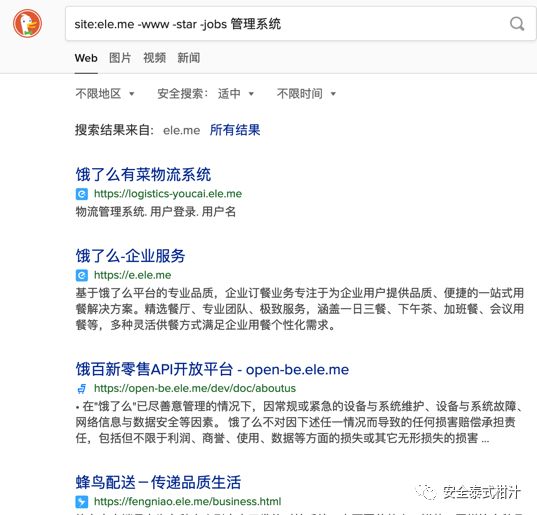 site:ele.me -www -star -jobs 管理系统
Web 图片 视频 新闻
不限地区 安全搜索： 适中 不限时间
搜索结果来自: ele.me 所有结果
饿了么有菜物流系统
https://logistics-youcai.ele.me
物流管理系统. 用户登录. 用户名
饿了么-企业服务
https://e.ele.me
基于饿了么平台的专业品质，企业订餐业务专注于为企业用户提供品质、便捷的一站式用
餐解决方案。精选餐厅、专业团队、极致服务，涵盖一日三餐、下午茶、加班餐、会议用
餐等，多种灵活供餐方式满足企业用餐个性化需求。
饿百新零售API开放平台 - open-be.ele.me
https://open-be.ele.me/dev/doc/aboutus
• 在"饿了么"已尽善意管理的情况下，因常规或紧急的设备与系统维护、设备与系统故障、
网络信息与数据安全等因素。 饿了么不对因下述任一情况而导致的任何损害赔偿承担责
任，包括但不限于利润、商誉、使用、数据等方面的损失或其它无形损失的损害 ...
蜂鸟配送－传递品质生活
https://fengniao.ele.me/business.html
安全泰式柑汁